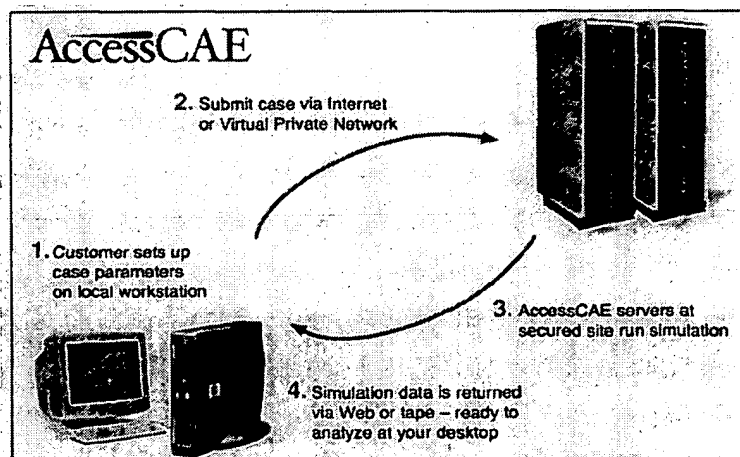 AccessCAE
2. Submit case via Internet
or Virtual Private Network
1. Customer sets up
case parameters
on local workstation
3. AccessCAE servers at
secured site run simulation
4. Simulation data is returned
via Web or tape – ready to
analyze at your desktop